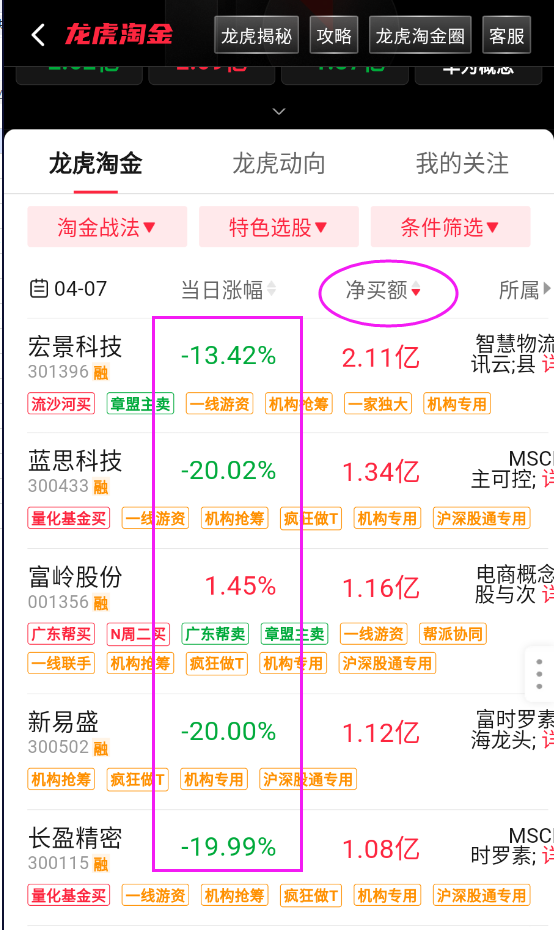 龙虎淘金 龙虎揭秘 攻略 龙虎淘金圈 客服
华为概念
龙虎淘金 龙虎动向 我的关注
淘金战法▼ 特色选股▼ 条件筛选▼
04-07 当日涨幅 净买额 所属
宏景科技 -13.42% 2.11亿 智慧物流
301396 融 讯云;县 详
流沙河买 章盟主卖 一线游资 机构抢筹 一家独大 机构专用
蓝思科技 -20.02% 1.34亿 MSCI
300433 融 主可控; 详
量化基金买 一线游资 机构抢筹 疯狂做T 机构专用 沪深股通专用
富岭股份 1.45% 1.16亿 电商概念
001356 融 股与次 详
广东帮买 N周二买 广东帮卖 章盟主卖 一线游资 帮派协同
一线联手 机构抢筹 疯狂做T 机构专用 沪深股通专用
新易盛 -20.00% 1.12亿 富时罗素
300502 融 海龙头; 详
机构抢筹 疯狂做T 机构专用 沪深股通专用
长盈精密 -19.99% 1.08亿 MSCI
300115 融 时罗素; 详
量化基金买 一线游资 机构抢筹 疯狂做T 机构专用 沪深股通专用